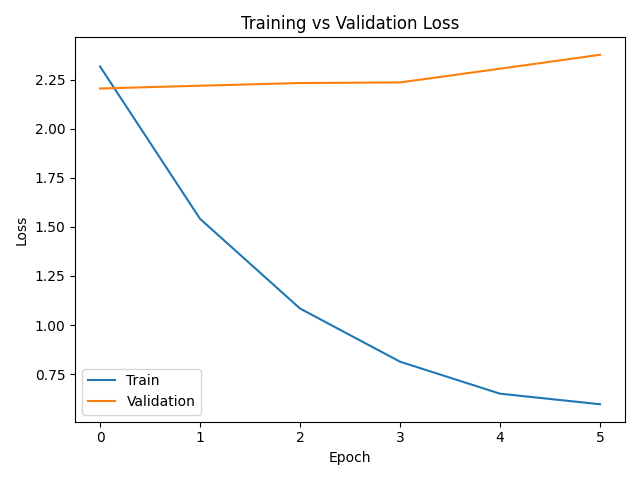 Training vs Validation Loss
Loss
2.25
2.00
1.75
1.50
1.25
1.00
0.75
Train
Validation
0 1 2 3 4 5
Epoch